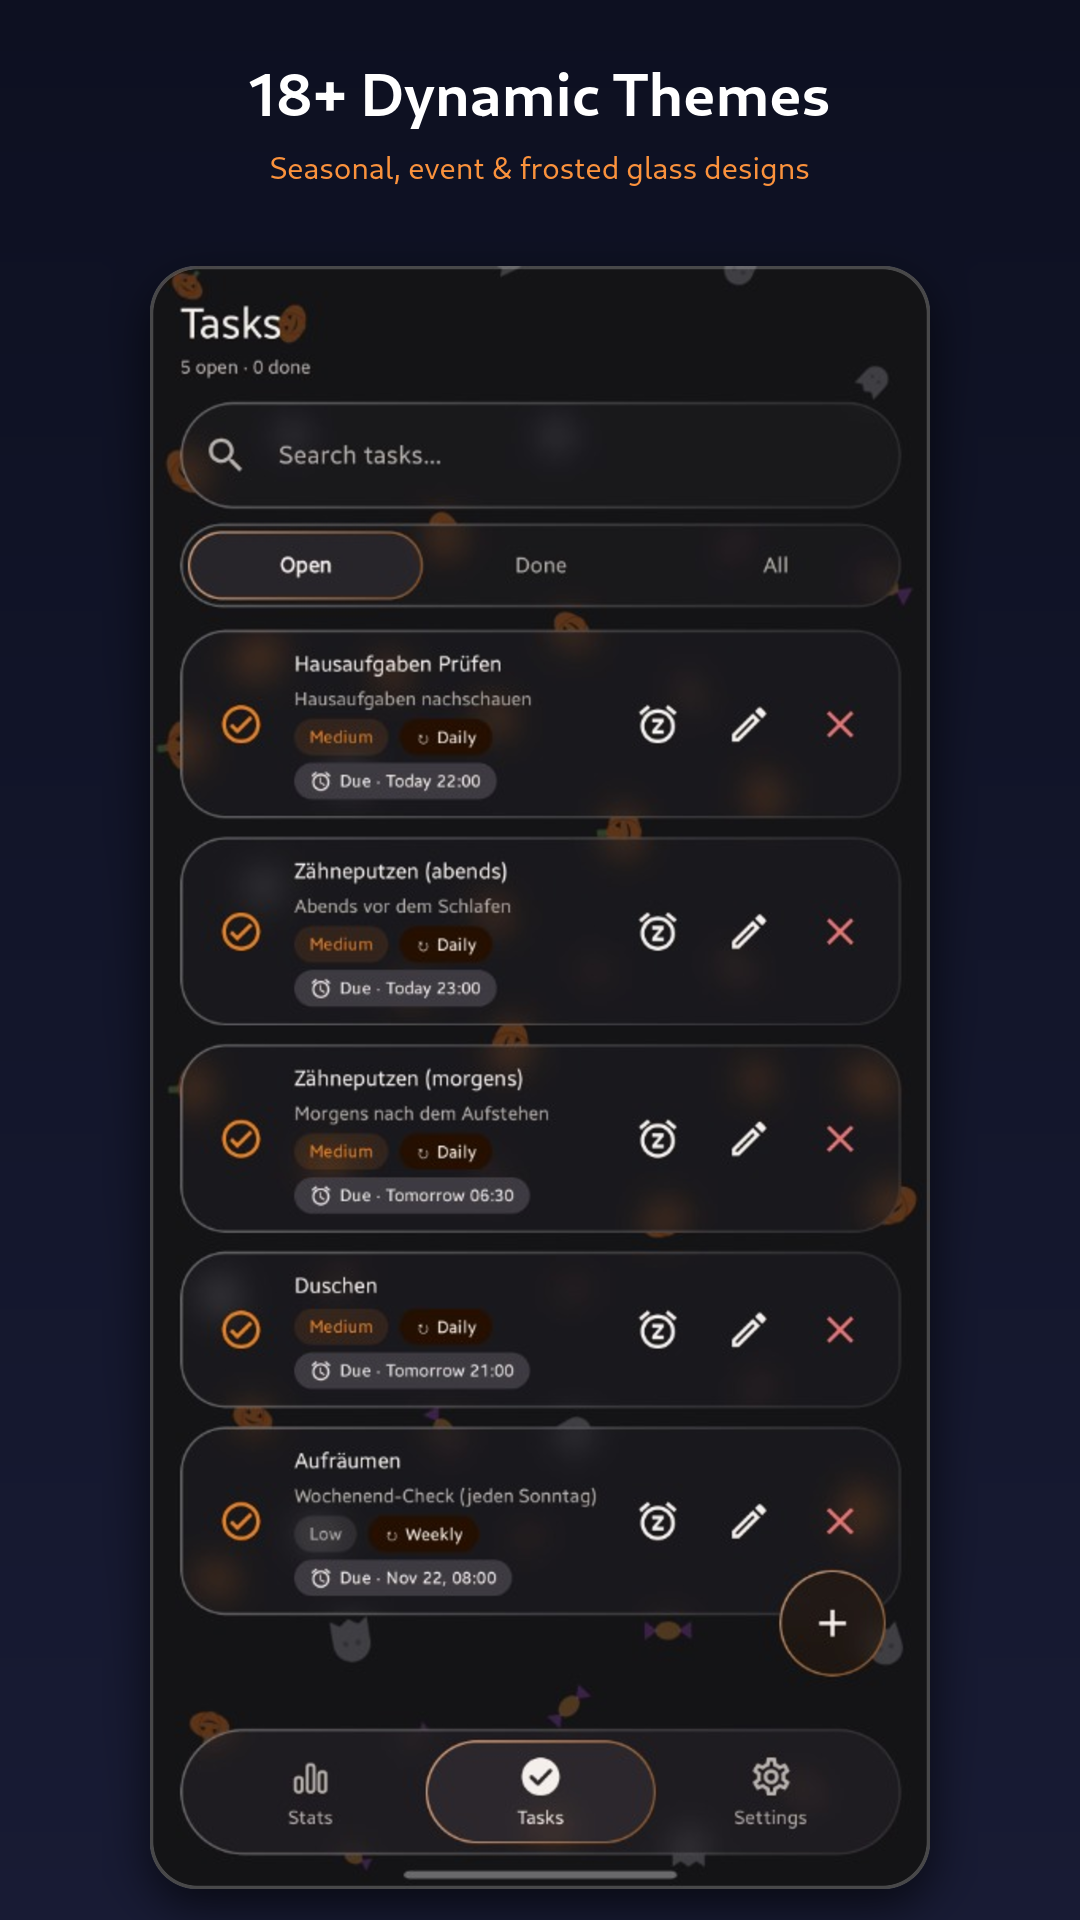 18+ Dynamic Themes
Seasonal, event & frosted glass designs
Tasks
5 open · 0 done
Search tasks...
Open
Done
All
Hausaufgaben Prüfen
Hausaufgaben nachschauen
Medium
↻ Daily
Due · Today 22:00
Zähneputzen (abends)
Abends vor dem Schlafen
Medium
↻ Daily
Due · Today 23:00
Zähneputzen (morgens)
Morgens nach dem Aufstehen
Medium
↻ Daily
Due · Tomorrow 06:30
Duschen
Medium
↻ Daily
Due · Tomorrow 21:00
Aufräumen
Wochenend-Check (jeden Sonntag)
Low
↻ Weekly
Due · Nov 22, 08:00
Stats
Tasks
Settings